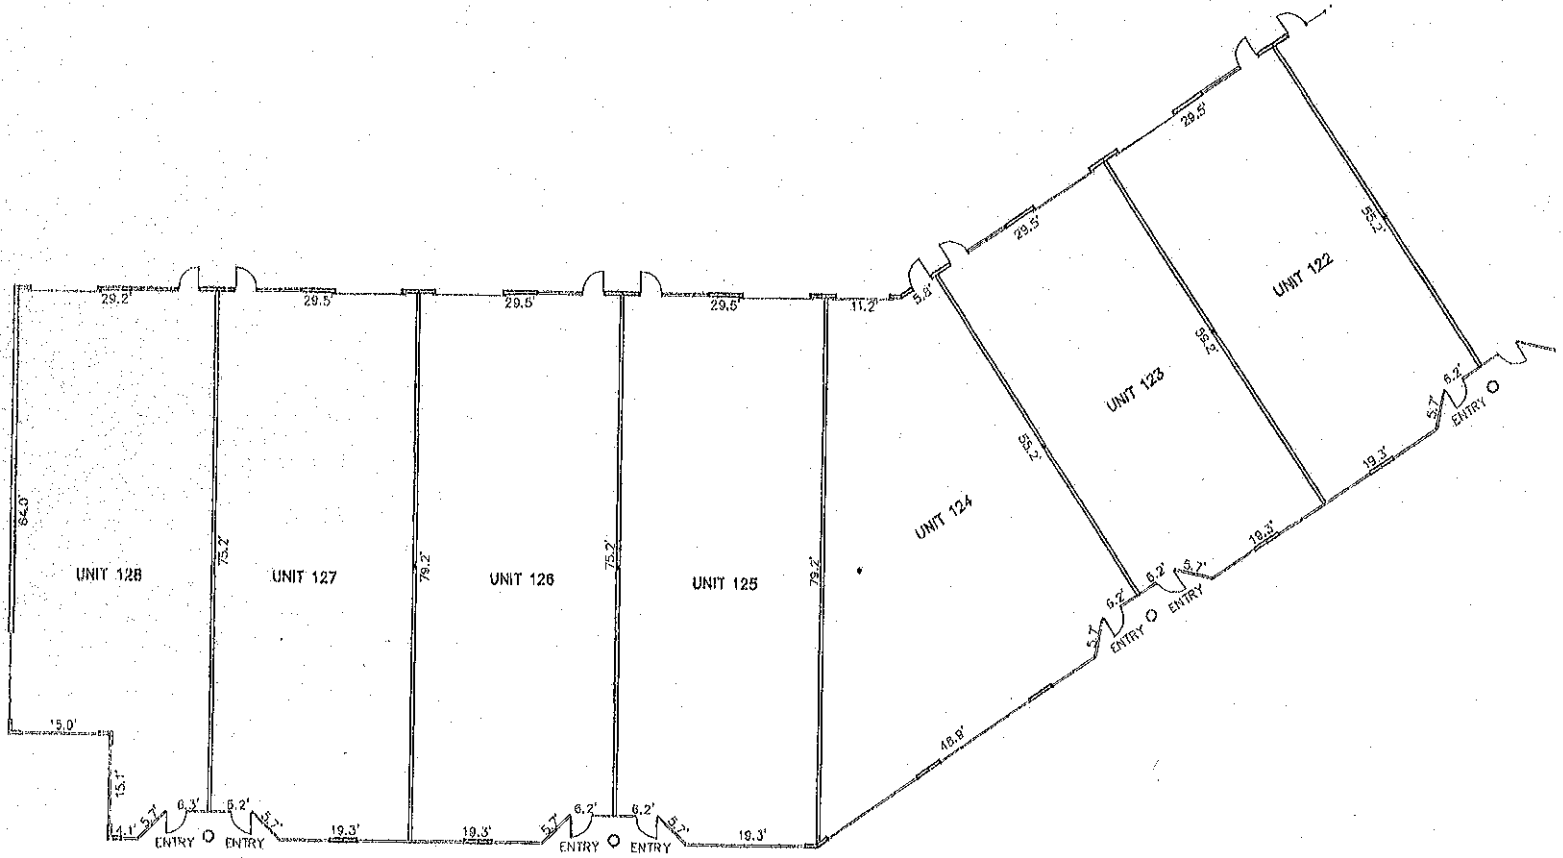 29.5'
29.5'
55.2'
UNIT 122
55.2'
6.2'
5.7'
ENTRY
19.3'
UNIT 123
55.2'
19.3'
6.2'
5.7'
ENTRY
5.8'
11.2'
UNIT 124
6.2'
5.7'
ENTRY
46.9'
29.2'
29.5'
29.5'
29.5'
64.0'
75.2'
79.2'
75.2'
79.2'
UNIT 128
UNIT 127
UNIT 126
UNIT 125
15.0'
15.1'
4.1'
5.7'
6.3'
6.2'
5.7'
19.3'
19.3'
5.7'
6.2'
6.2'
5.7'
19.3'
ENTRY
ENTRY
ENTRY
ENTRY